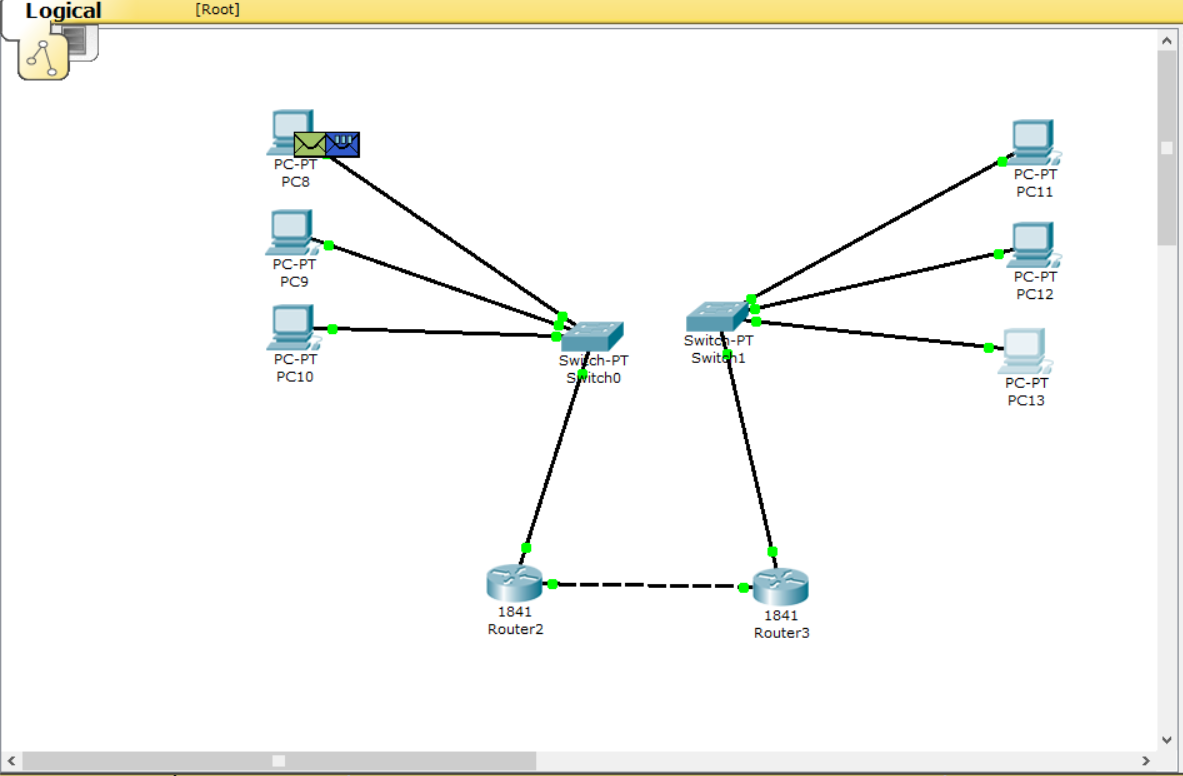 Logical
[Root]
PC-PT
PC8
PC-PT
PC9
PC-PT
PC10
Switch-PT
Switch0
Switch-PT
Switch1
PC-PT
PC11
PC-PT
PC12
PC-PT
PC13
1841
Router2
1841
Router3